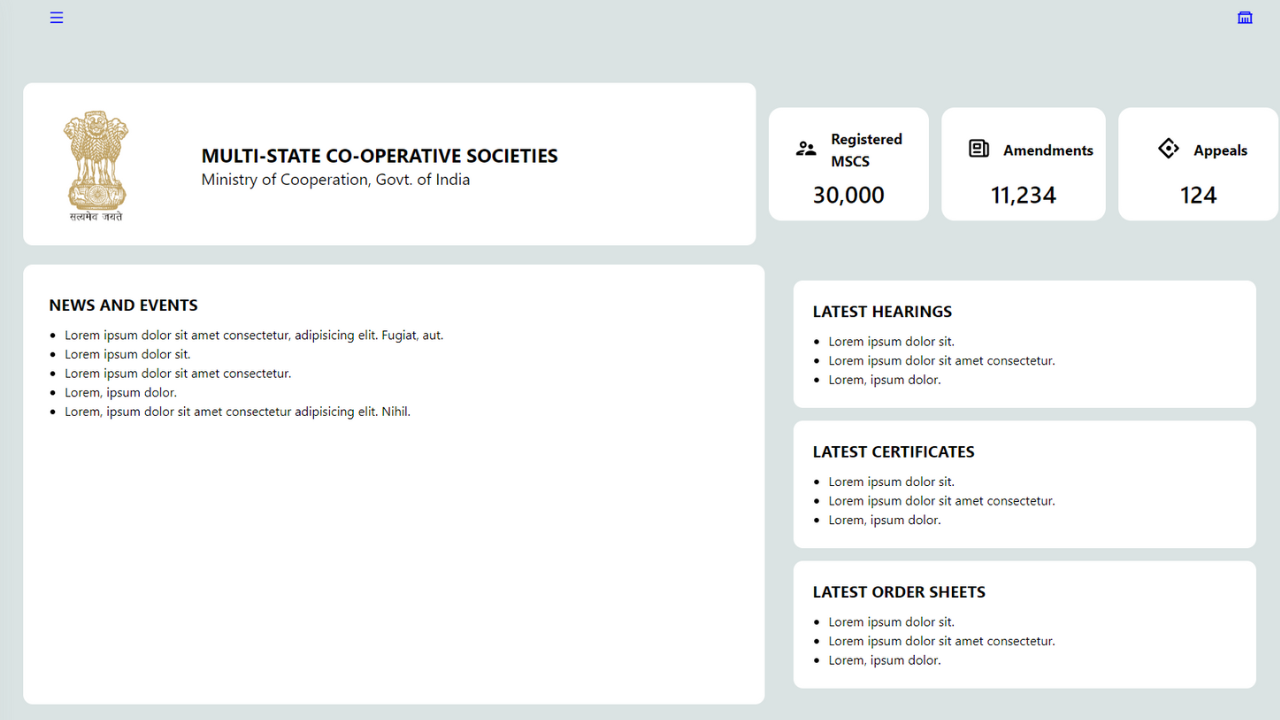 सत्यमेव जयते
MULTI-STATE CO-OPERATIVE SOCIETIES
Ministry of Cooperation, Govt. of India
Registered
MSCS
30,000
Amendments
11,234
Appeals
124
NEWS AND EVENTS
Lorem ipsum dolor sit amet consectetur, adipisicing elit. Fugiat, aut.
Lorem ipsum dolor sit.
Lorem ipsum dolor sit amet consectetur.
Lorem, ipsum dolor.
Lorem, ipsum dolor sit amet consectetur adipisicing elit. Nihil.
LATEST HEARINGS
Lorem ipsum dolor sit.
Lorem ipsum dolor sit amet consectetur.
Lorem, ipsum dolor.
LATEST CERTIFICATES
Lorem ipsum dolor sit.
Lorem ipsum dolor sit amet consectetur.
Lorem, ipsum dolor.
LATEST ORDER SHEETS
Lorem ipsum dolor sit.
Lorem ipsum dolor sit amet consectetur.
Lorem, ipsum dolor.